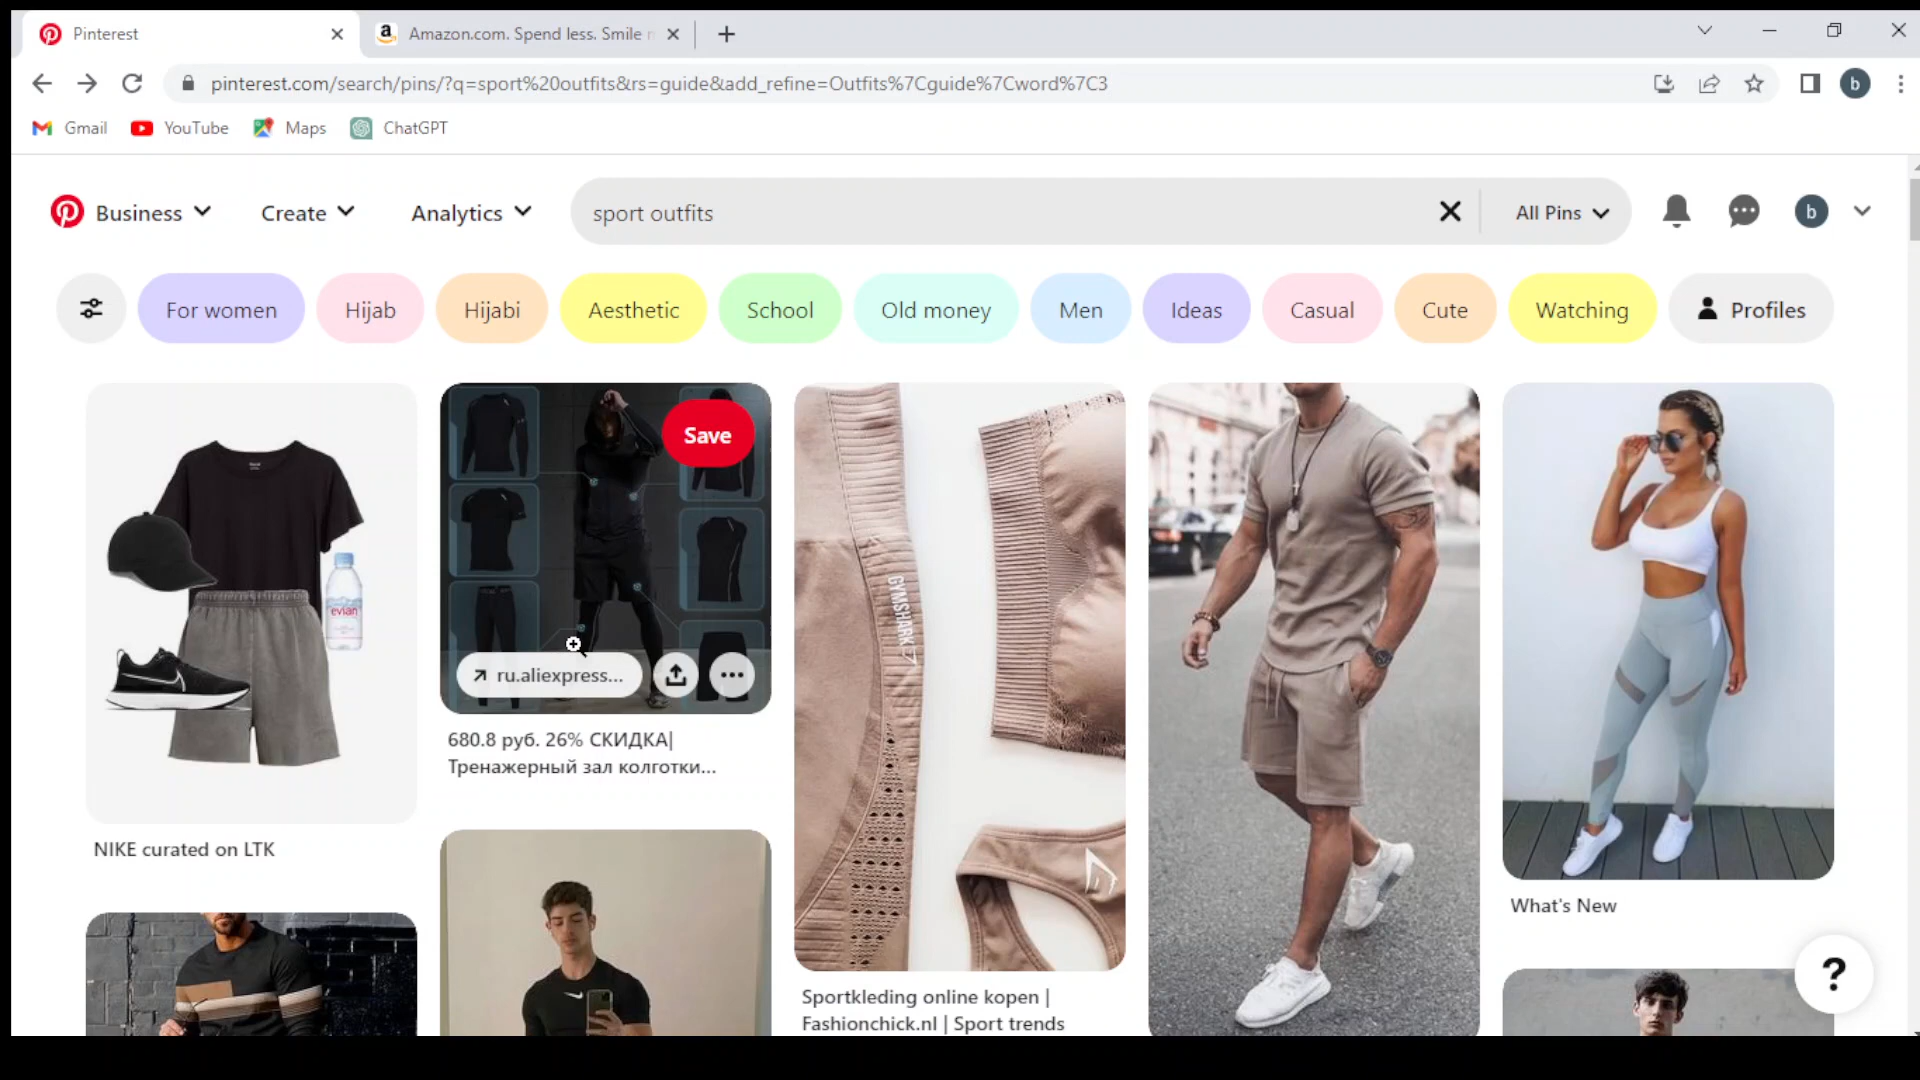 Pinterest
Amazon.com. Spend less. Smile
pinterest.com/search/pins/?q=sport%20outfits&rs=guide&add_refine=Outfits%7Cguide%7Cword%7C3
b
Gmail
YouTube
Maps
ChatGPT
Business
Create
Analytics
sport outfits
All Pins
b
For women
Hijab
Hijabi
Aesthetic
School
Old money
Men
Ideas
Casual
Cute
Watching
Profiles
Save
evian
GYMSHARK
ru.aliexpress...
680.8 руб. 26% СКИДКА|
Тренажерный зал колготки...
NIKE curated on LTK
What's New
Sportkleding online kopen |
Fashionchick.nl | Sport trends
?